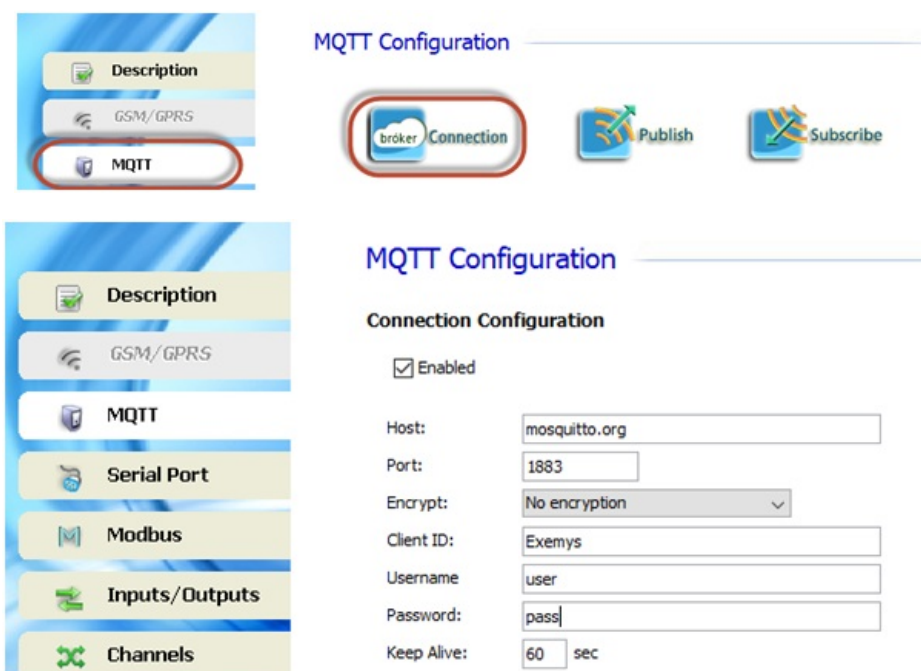 MQTT Configuration
Description
GSM/GPRS
MQTT
bróker Connection
Publish
Subscribe
MQTT Configuration
Description
GSM/GPRS
MQTT
Serial Port
Modbus
Inputs/Outputs
Channels
Connection Configuration
Enabled
Host: mosquitto.org
Port: 1883
Encrypt: No encryption
Client ID: Exemys
Username user
Password: pass
Keep Alive: 60 sec